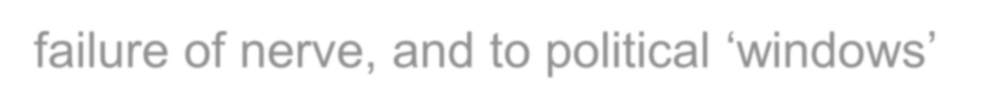 failure of nerve, and to political ‘windows’